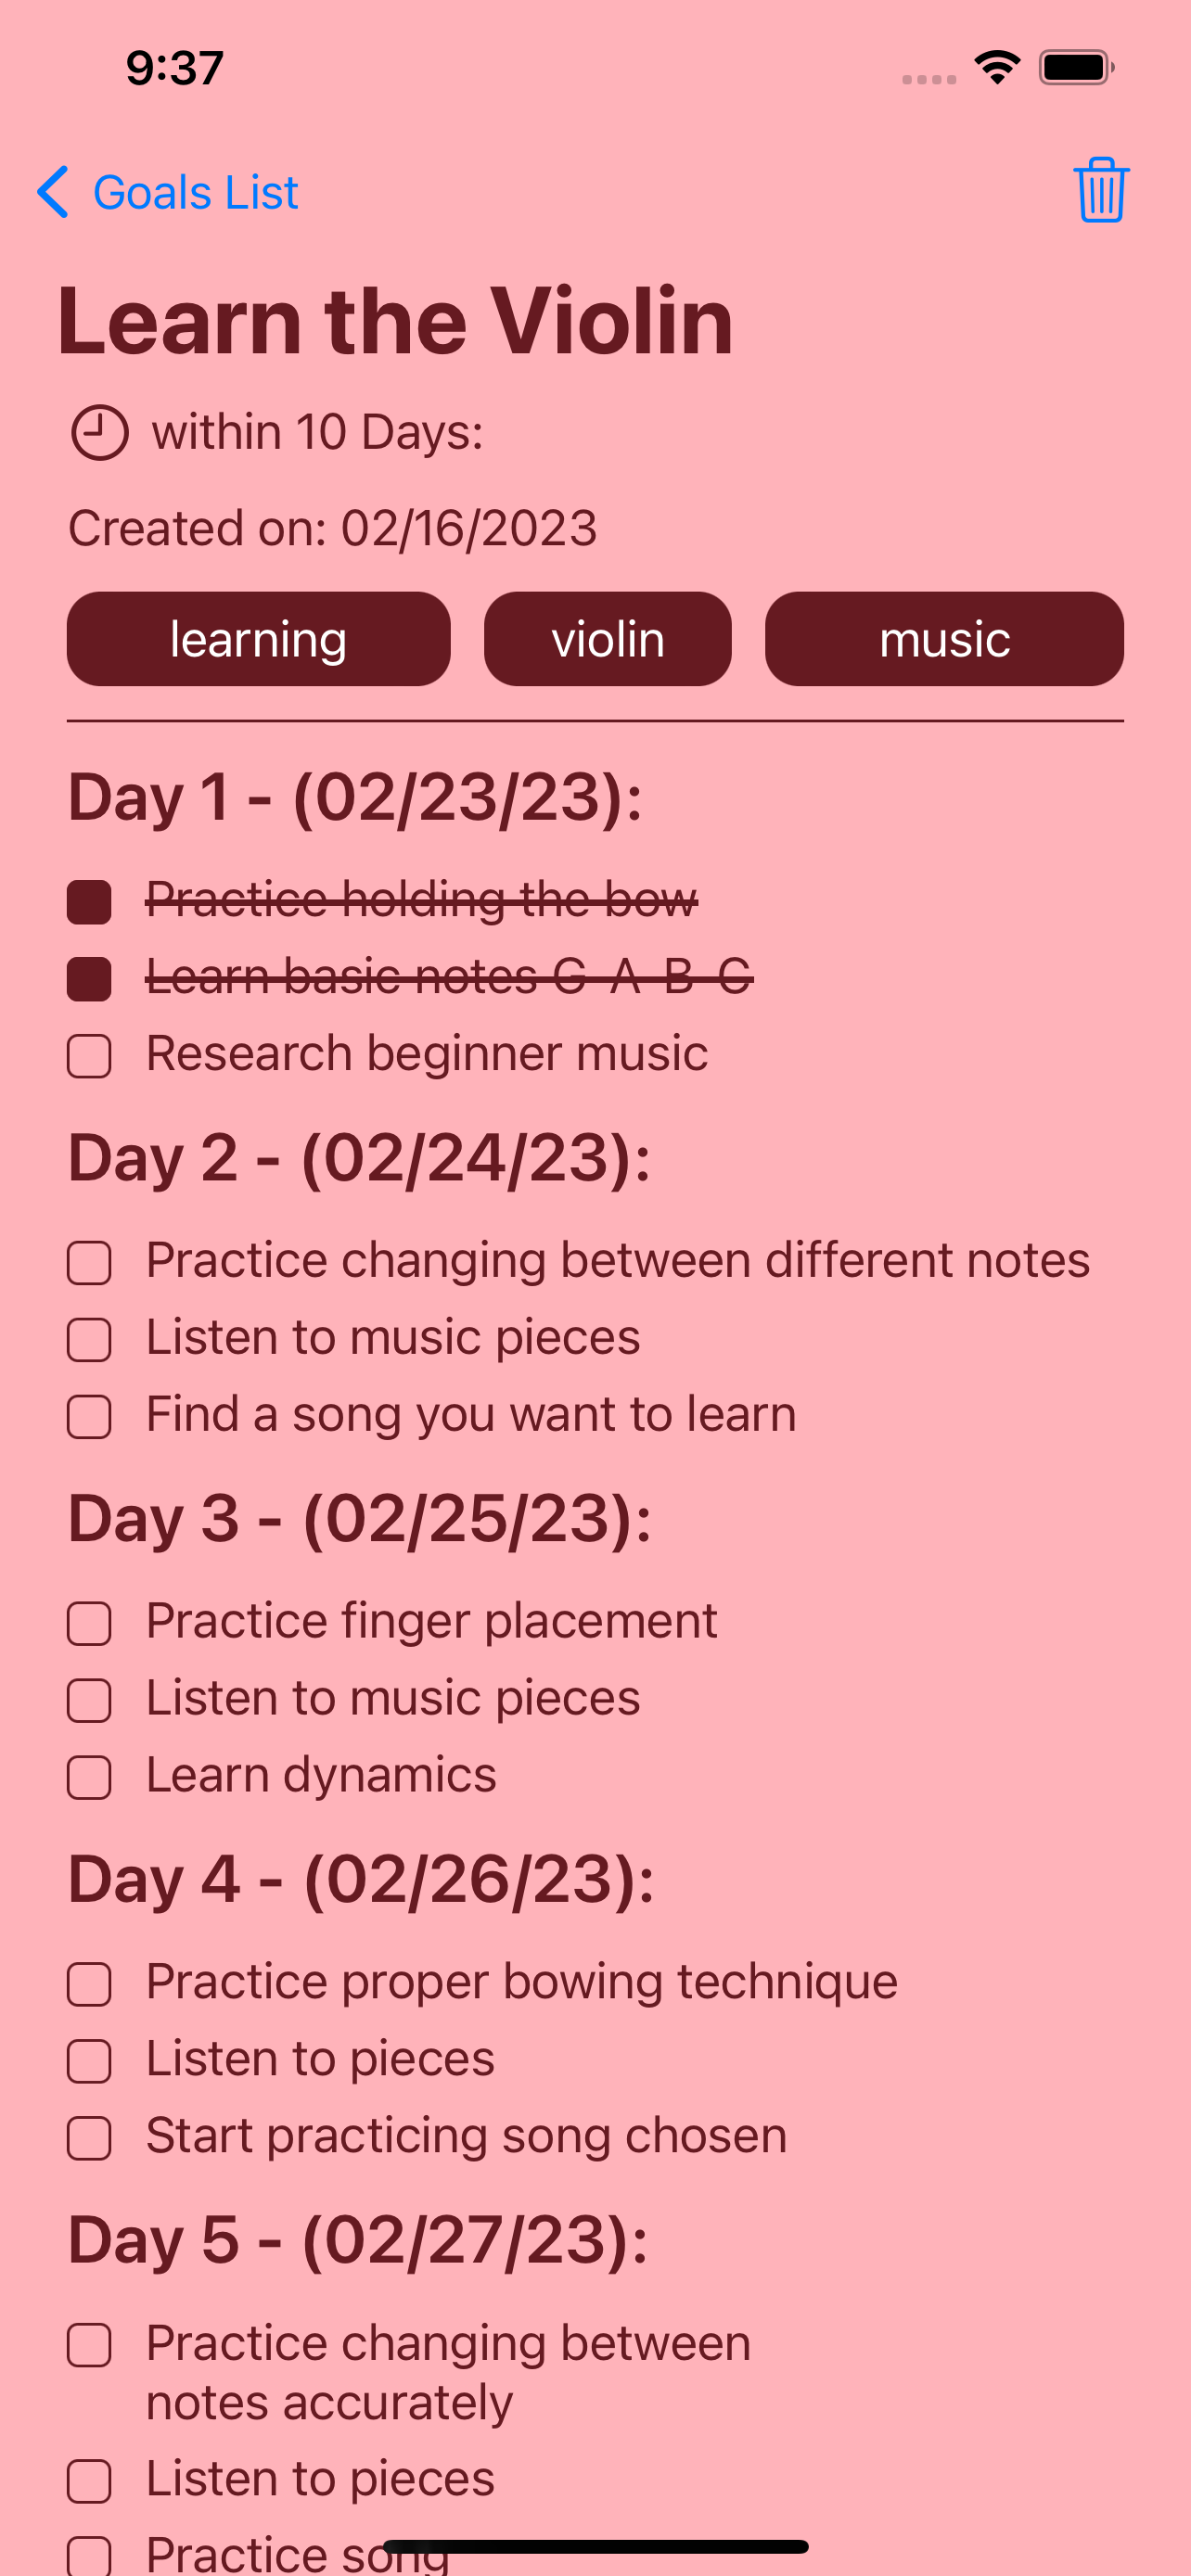 9:37
Goals List
Learn the Violin
within 10 Days:
Created on: 02/16/2023
learning violin music
Day 1 - (02/23/23):
Practice holding the bow
Learn basic notes G A B C
Research beginner music
Day 2 - (02/24/23):
Practice changing between different notes
Listen to music pieces
Find a song you want to learn
Day 3 - (02/25/23):
Practice finger placement
Listen to music pieces
Learn dynamics
Day 4 - (02/26/23):
Practice proper bowing technique
Listen to pieces
Start practicing song chosen
Day 5 - (02/27/23):
Practice changing between
notes accurately
Listen to pieces
Practice song